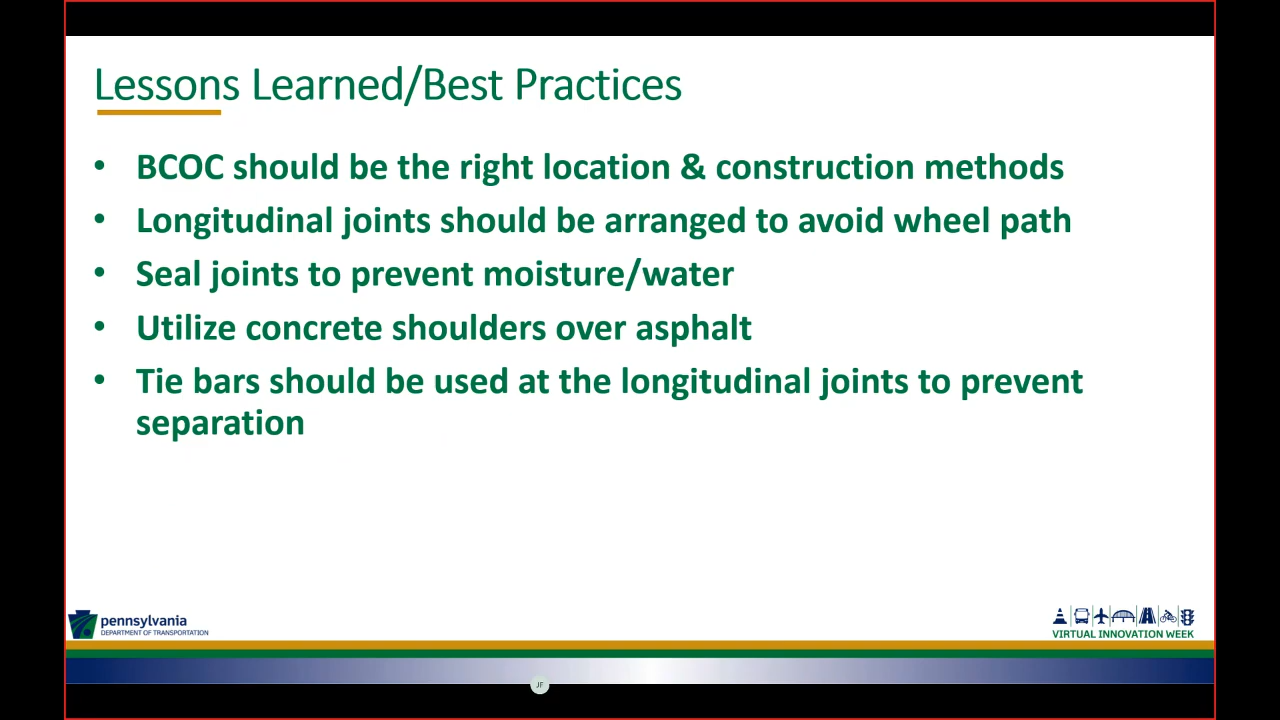 Lessons Learned/Best Practices
• BCOC should be the right location & construction methods
• Longitudinal joints should be arranged to avoid wheel path
• Seal joints to prevent moisture/water
• Utilize concrete shoulders over asphalt
• Tie bars should be used at the longitudinal joints to prevent
separation
pennsylvania
DEPARTMENT OF TRANSPORTATION
VIRTUAL INNOVATION WEEK
JF